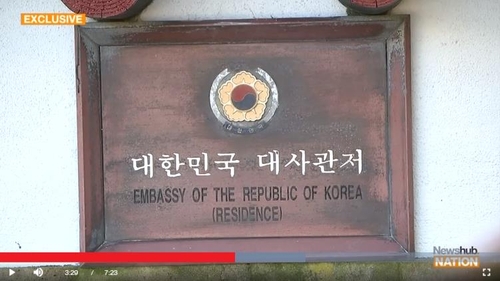 EXCLUSIVE
대한민국 대사관저
EMBASSY OF THE REPUBLIC OF KOREA
(RESIDENCE)
Newshub.
NATION
3:29 / 7:23